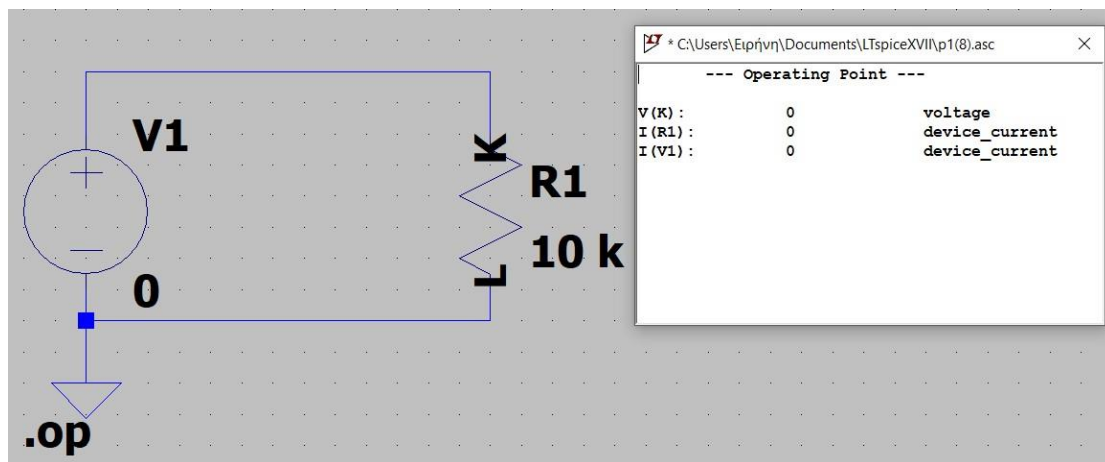 V1
0
.op
K
R1
10 k
L
* C:\Users\Ειρήνη\Documents\LTspiceXVII\p1(8).asc
--- Operating Point ---
V(K): 0 voltage
I(R1): 0 device_current
I(V1): 0 device_current